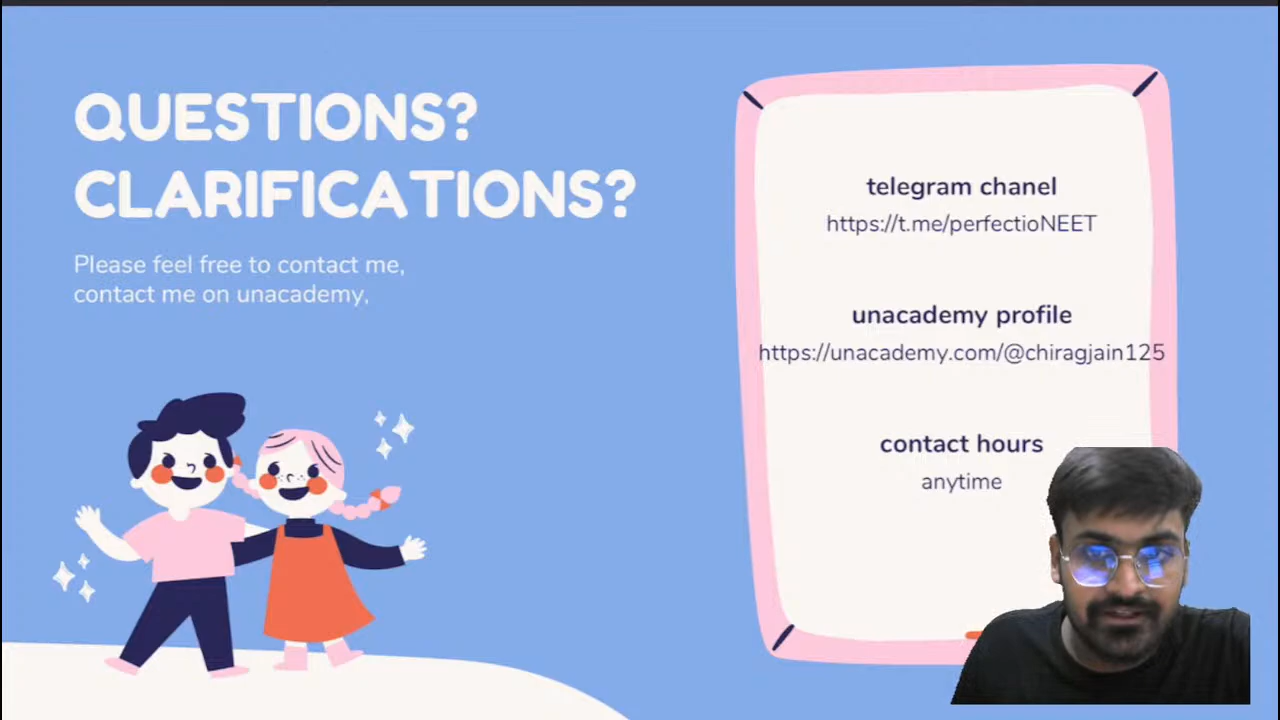 QUESTIONS?
CLARIFICATIONS?
Please feel free to contact me,
contact me on unacademy,
telegram chanel
https://t.me/perfectioNEET
unacademy profile
https://unacademy.com/@chiragjain125
contact hours
anytime